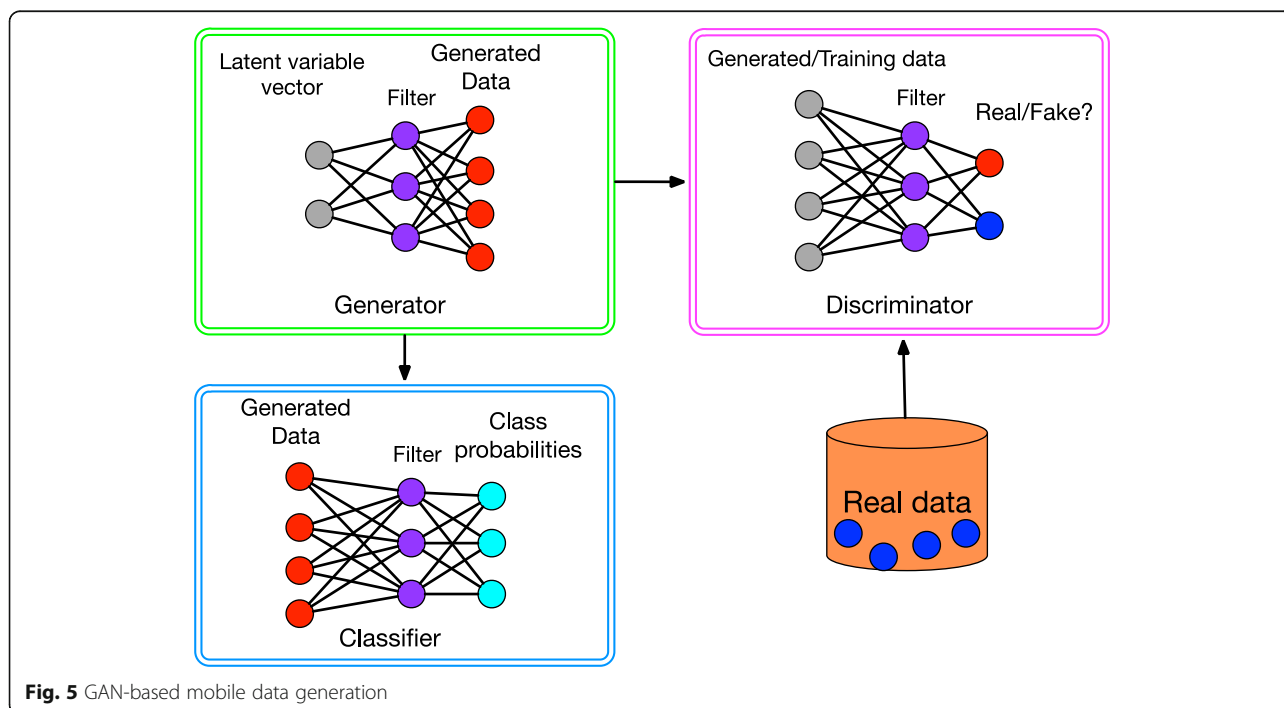 Latent variable
vector
Filter
Generated
Data
Generator
Generated/Training data
Filter
Real/Fake?
Discriminator
Generated
Data
Filter
Class
probabilities
Classifier
Real data
Fig. 5 GAN-based mobile data generation